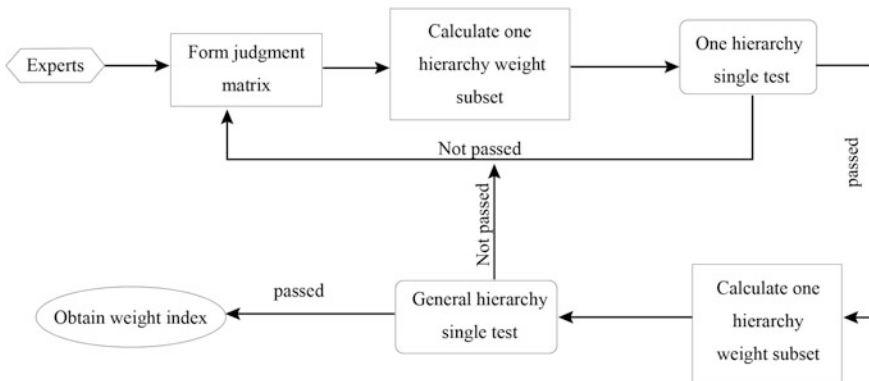 Experts
Form judgment
matrix
Calculate one
hierarchy weight
subset
One hierarchy
single test
Not passed
passed
Not passed
passed
Obtain weight index
General hierarchy
single test
Calculate one
hierarchy
weight subset